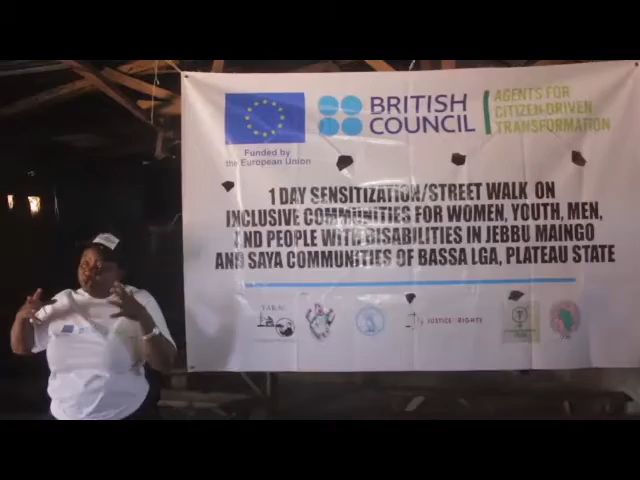 BRITISH
COUNCIL
AGENTS FOR
CITIZEN-DRIVEN
TRANSFORMATION
Funded by
the European Union
1 DAY SENSITIZATION/STREET WALK ON
INCLUSIVE COMMUNITIES FOR WOMEN, YOUTH, MEN,
AND PEOPLE WITH DISABILITIES IN JEBBU MAINGO
AND SAYA COMMUNITIES OF BASSA LGA, PLATEAU STATE
JUSTICE RIGHTS